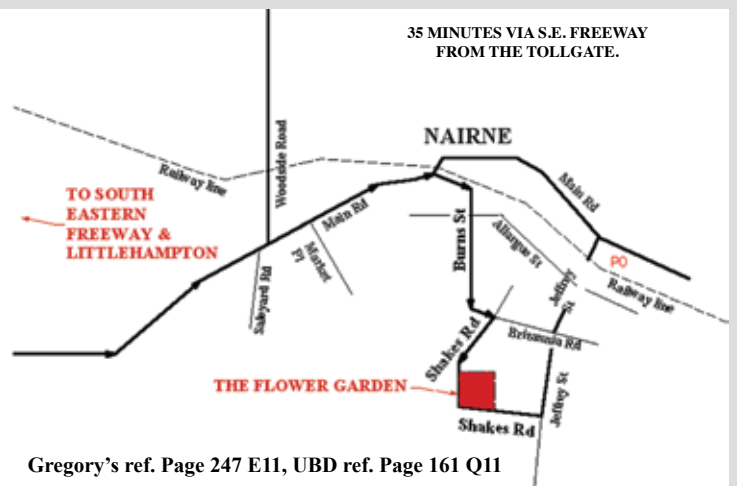 35 MINUTES VIA S.E. FREEWAY
FROM THE TOLLGATE.
NAIRNE
Woodside Road
Railway line
Main Rd
TO SOUTH
EASTERN
FREEWAY &
LITTLEHAMPTON
Main Rd
Market
Pl
Saleyard Rd
Burns St
Allargue St
PO
Jeffrey
St
Railway line
Shakes Rd
Britannia Rd
THE FLOWER GARDEN
Jeffrey St
Shakes Rd
Gregory's ref. Page 247 E11, UBD ref. Page 161 Q11